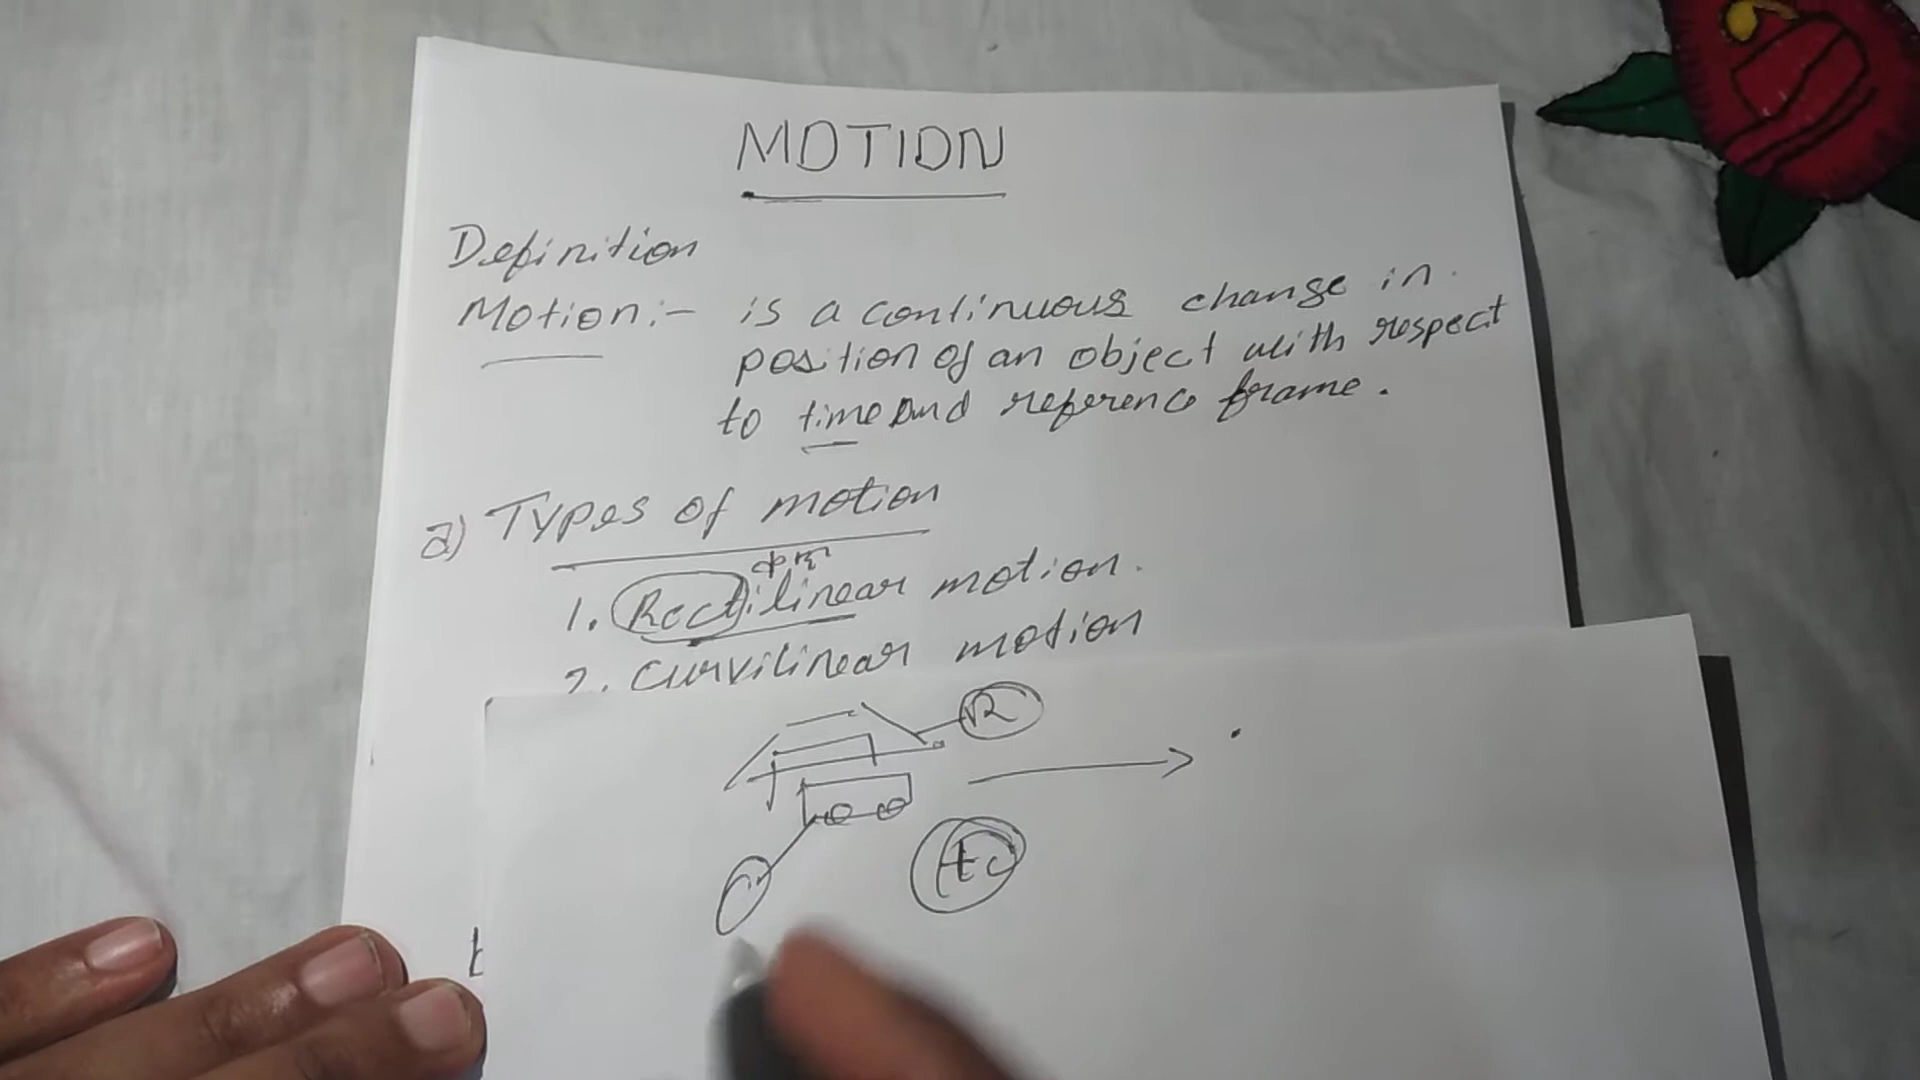 MOTION
Definition
Motion:- is a continuous change in
position of an object with respect
to time and reference frame.
a) Types of motion
1. Rectilinear motion.
2. Curvilinear motion
R